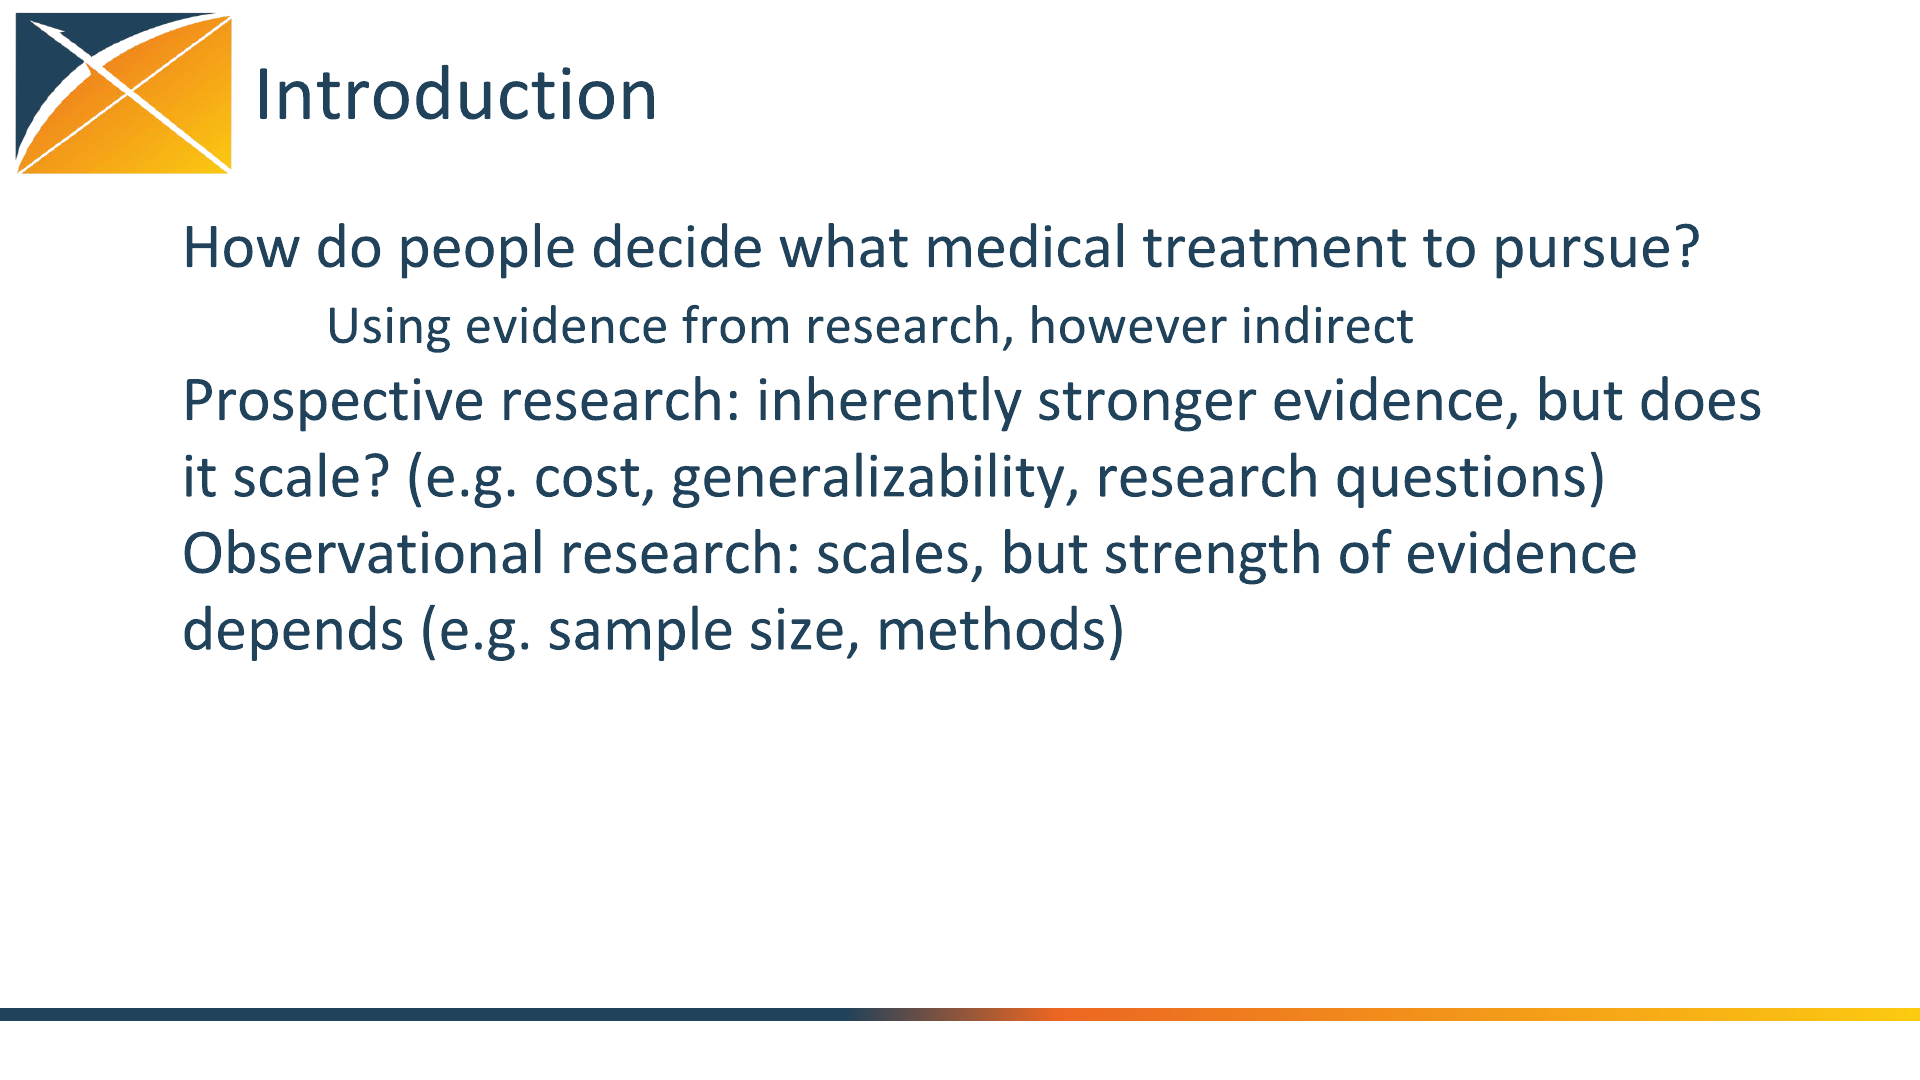 Introduction
How do people decide what medical treatment to pursue?
Using evidence from research, however indirect
Prospective research: inherently stronger evidence, but does
it scale? (e.g. cost, generalizability, research questions)
Observational research: scales, but strength of evidence
depends (e.g. sample size, methods)